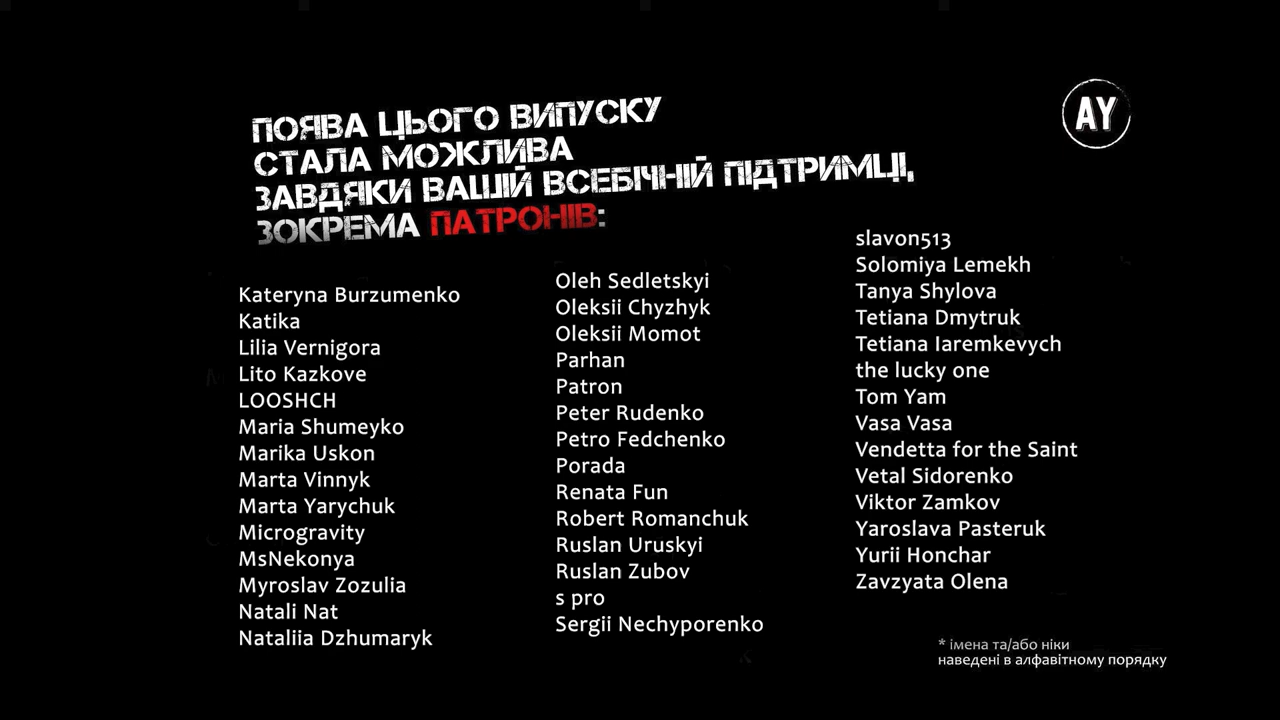 ПОЯВА ЦЬОГО ВИПУСКУ
СТАЛА МОЖЛИВА
ЗАВДЯКИ ВАШІЙ ВСЕБІЧНІЙ ПІДТРИМЦІ,
ЗОКРЕМА ПАТРОНІВ:
AY
Kateryna Burzumenko
Katika
Lilia Vernigora
Lito Kazkove
LOOSHCH
Maria Shumeyko
Marika Uskon
Marta Vinnyk
Marta Yarychuk
Microgravity
MsNekonya
Myroslav Zozulia
Natali Nat
Nataliia Dzhumaryk
Oleh Sedletskyi
Oleksii Chyzhyk
Oleksii Momot
Parhan
Patron
Peter Rudenko
Petro Fedchenko
Porada
Renata Fun
Robert Romanchuk
Ruslan Uruskyi
Ruslan Zubov
s pro
Sergii Nechyporenko
slavon513
Solomiya Lemekh
Tanya Shylova
Tetiana Dmytruk
Tetiana Iaremkevych
the lucky one
Tom Yam
Vasa Vasa
Vendetta for the Saint
Vetal Sidorenko
Viktor Zamkov
Yaroslava Pasteruk
Yurii Honchar
Zavzyata Olena
* імена та/або ніки
наведені в алфавітному порядку